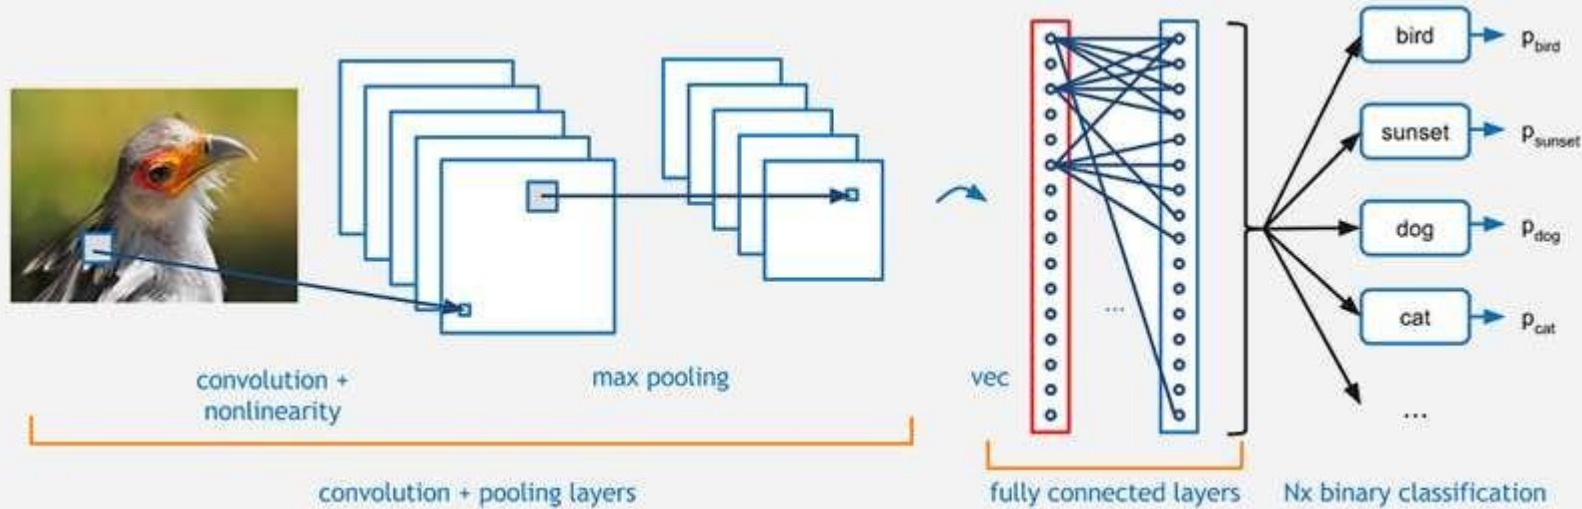 bird
p_bird
sunset
p_sunset
dog
p_dog
cat
p_cat
...
...
convolution +
nonlinearity
max pooling
vec
convolution + pooling layers
fully connected layers
Nx binary classification